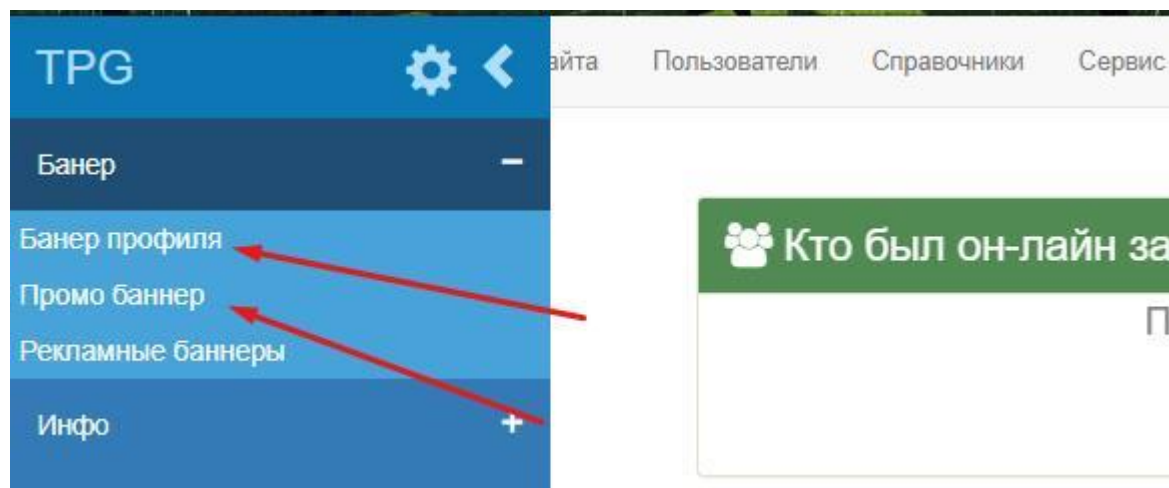 TPG
айта Пользователи Справочники Сервис
Банер
Банер профиля
Промо баннер
Рекламные баннеры
Инфо
Кто был он-лайн за
П